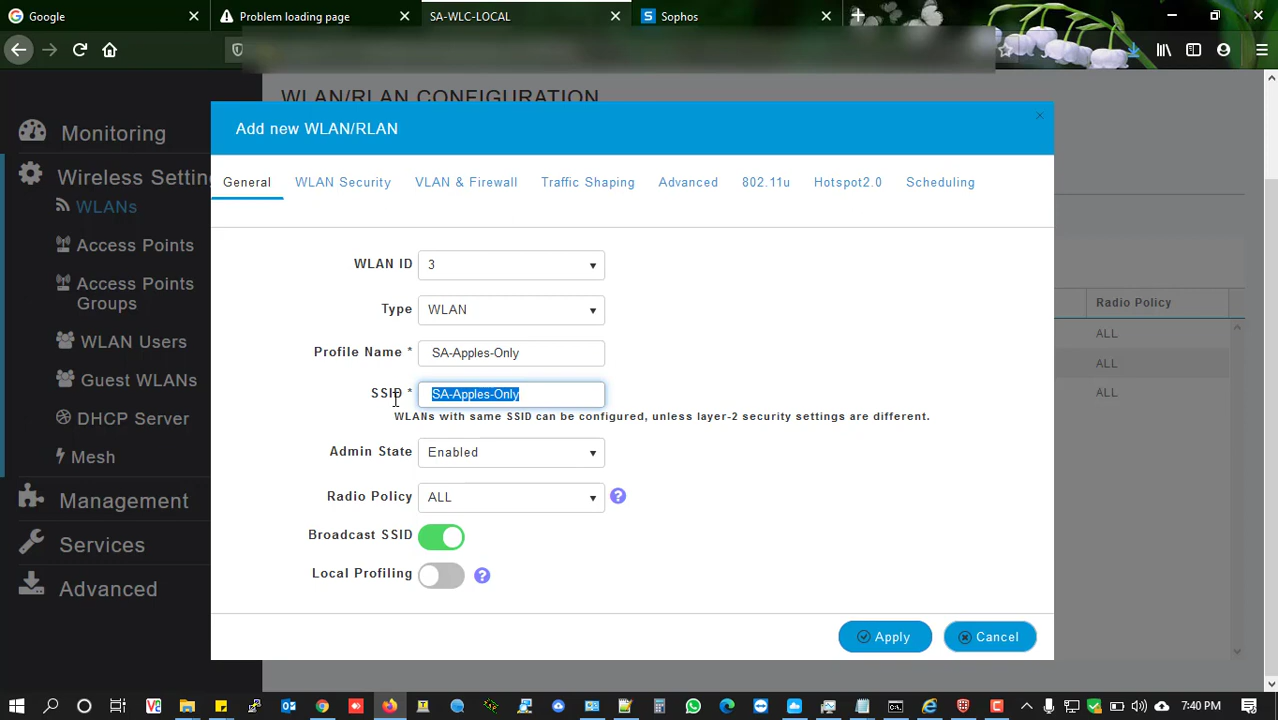 Google
Problem loading page
SA-WLC-LOCAL
Sophos
WLAN/RLAN CONFIGURATION
Monitoring
Wireless Settin
WLANs
Access Points
Access Points
Groups
WLAN Users
Guest WLANs
DHCP Server
Mesh
Management
Services
Advanced
Add new WLAN/RLAN
General WLAN Security VLAN & Firewall Traffic Shaping Advanced 802.11u Hotspot2.0 Scheduling
WLAN ID 3
Type WLAN
Profile Name * SA-Apples-Only
SSID * SA-Apples-Only
WLANs with same SSID can be configured, unless layer-2 security settings are different.
Admin State Enabled
Radio Policy ALL ?
Broadcast SSID
Local Profiling ?
Apply Cancel
Radio Policy
ALL
ALL
ALL
7:40 PM